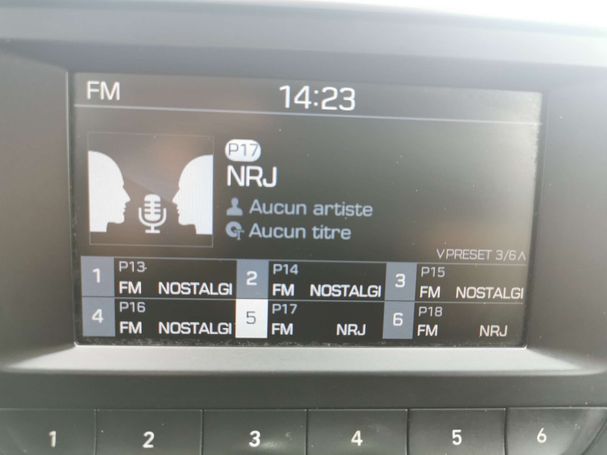 FM 14:23
P17
NRJ
Aucun artiste
Aucun titre
PRESET 3/6
1 P13 FM NOSTALGI
2 P14 FM NOSTALGI
3 P15 FM NOSTALGI
4 P16 FM NOSTALGI
5 P17 FM NRJ
6 P18 FM NRJ
1 2 3 4 5 6